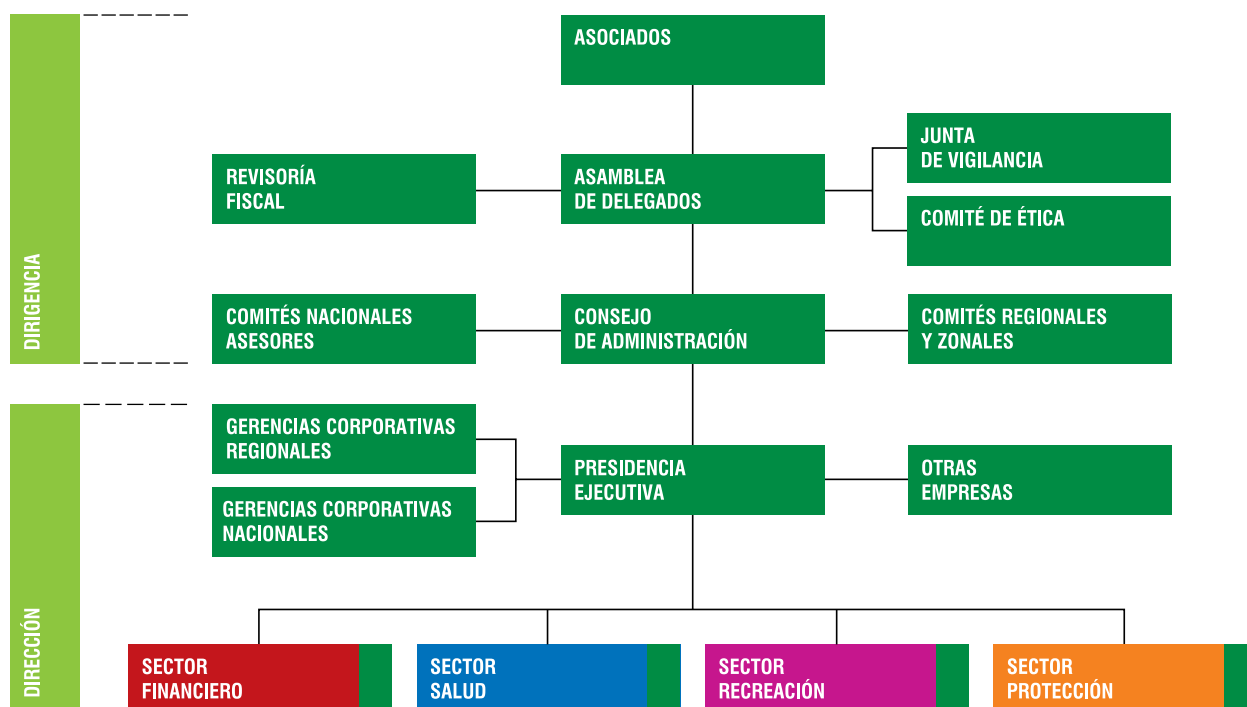 ASOCIADOS
JUNTA
DE VIGILANCIA
REVISORÍA
FISCAL
ASAMBLEA
DE DELEGADOS
COMITÉ DE ÉTICA
DIRIGENCIA
COMITÉS NACIONALES
ASESORES
CONSEJO
DE ADMINISTRACIÓN
COMITÉS REGIONALES
Y ZONALES
GERENCIAS CORPORATIVAS
REGIONALES
GERENCIAS CORPORATIVAS
NACIONALES
PRESIDENCIA
EJECUTIVA
OTRAS
EMPRESAS
DIRECCIÓN
SECTOR
FINANCIERO
SECTOR
SALUD
SECTOR
RECREACIÓN
SECTOR
PROTECCIÓN